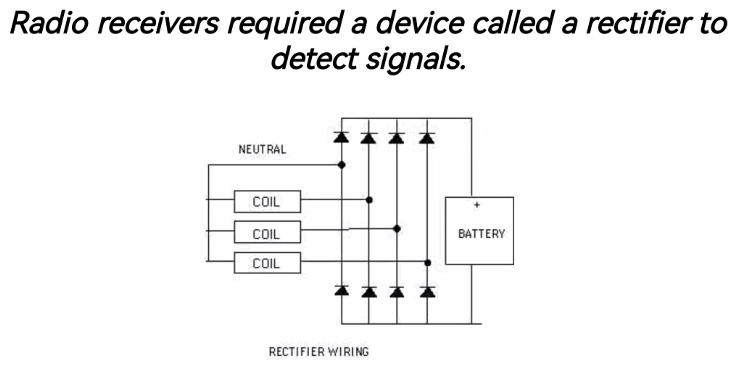 Radio receivers required a device called a rectifier to
detect signals.
NEUTRAL
COIL
COIL
COIL
+
BATTERY
RECTIFIER WIRING